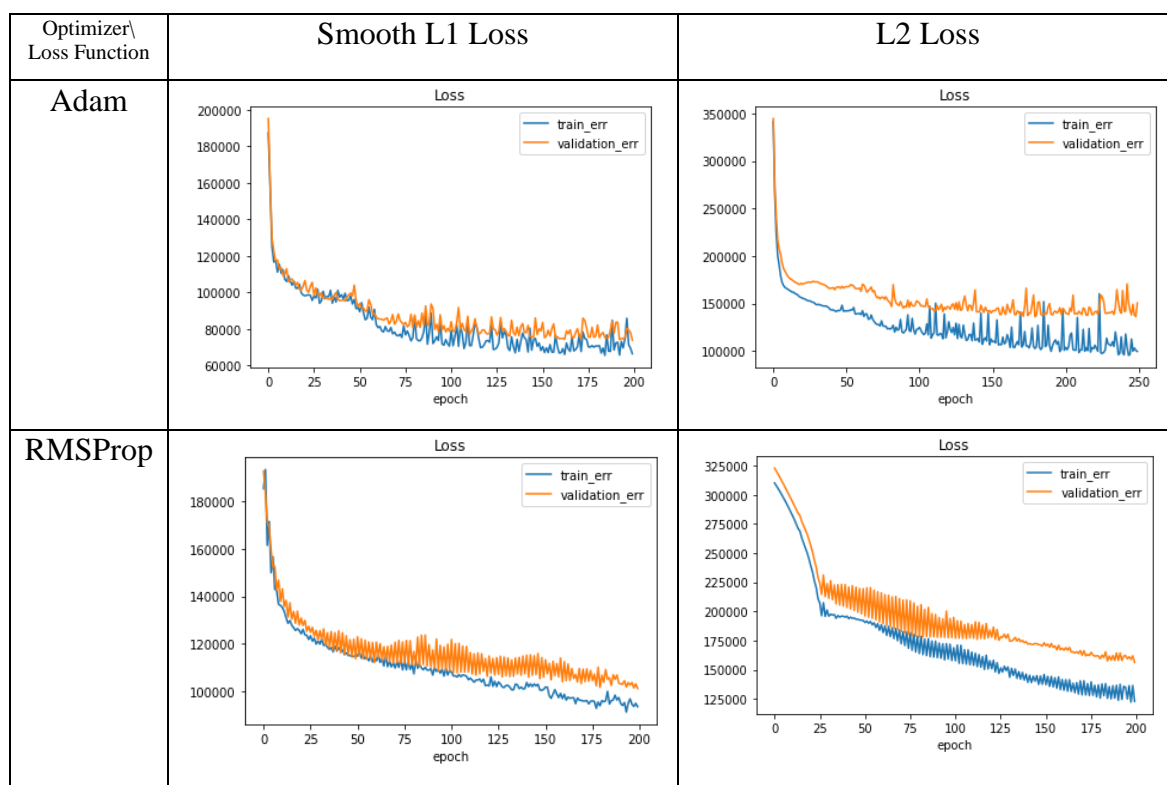 Optimizer\
Loss Function
Smooth L1 Loss
L2 Loss
Adam
Loss
200000
180000
160000
140000
120000
100000
80000
60000
train_err
validation_err
0 25 50 75 100 125 150 175 200
epoch
Loss
350000
300000
250000
200000
150000
100000
train_err
validation_err
0 50 100 150 200 250
epoch
RMSProp
Loss
180000
160000
140000
120000
100000
train_err
validation_err
0 25 50 75 100 125 150 175 200
epoch
Loss
325000
300000
275000
250000
225000
200000
175000
150000
125000
train_err
validation_err
0 25 50 75 100 125 150 175 200
epoch